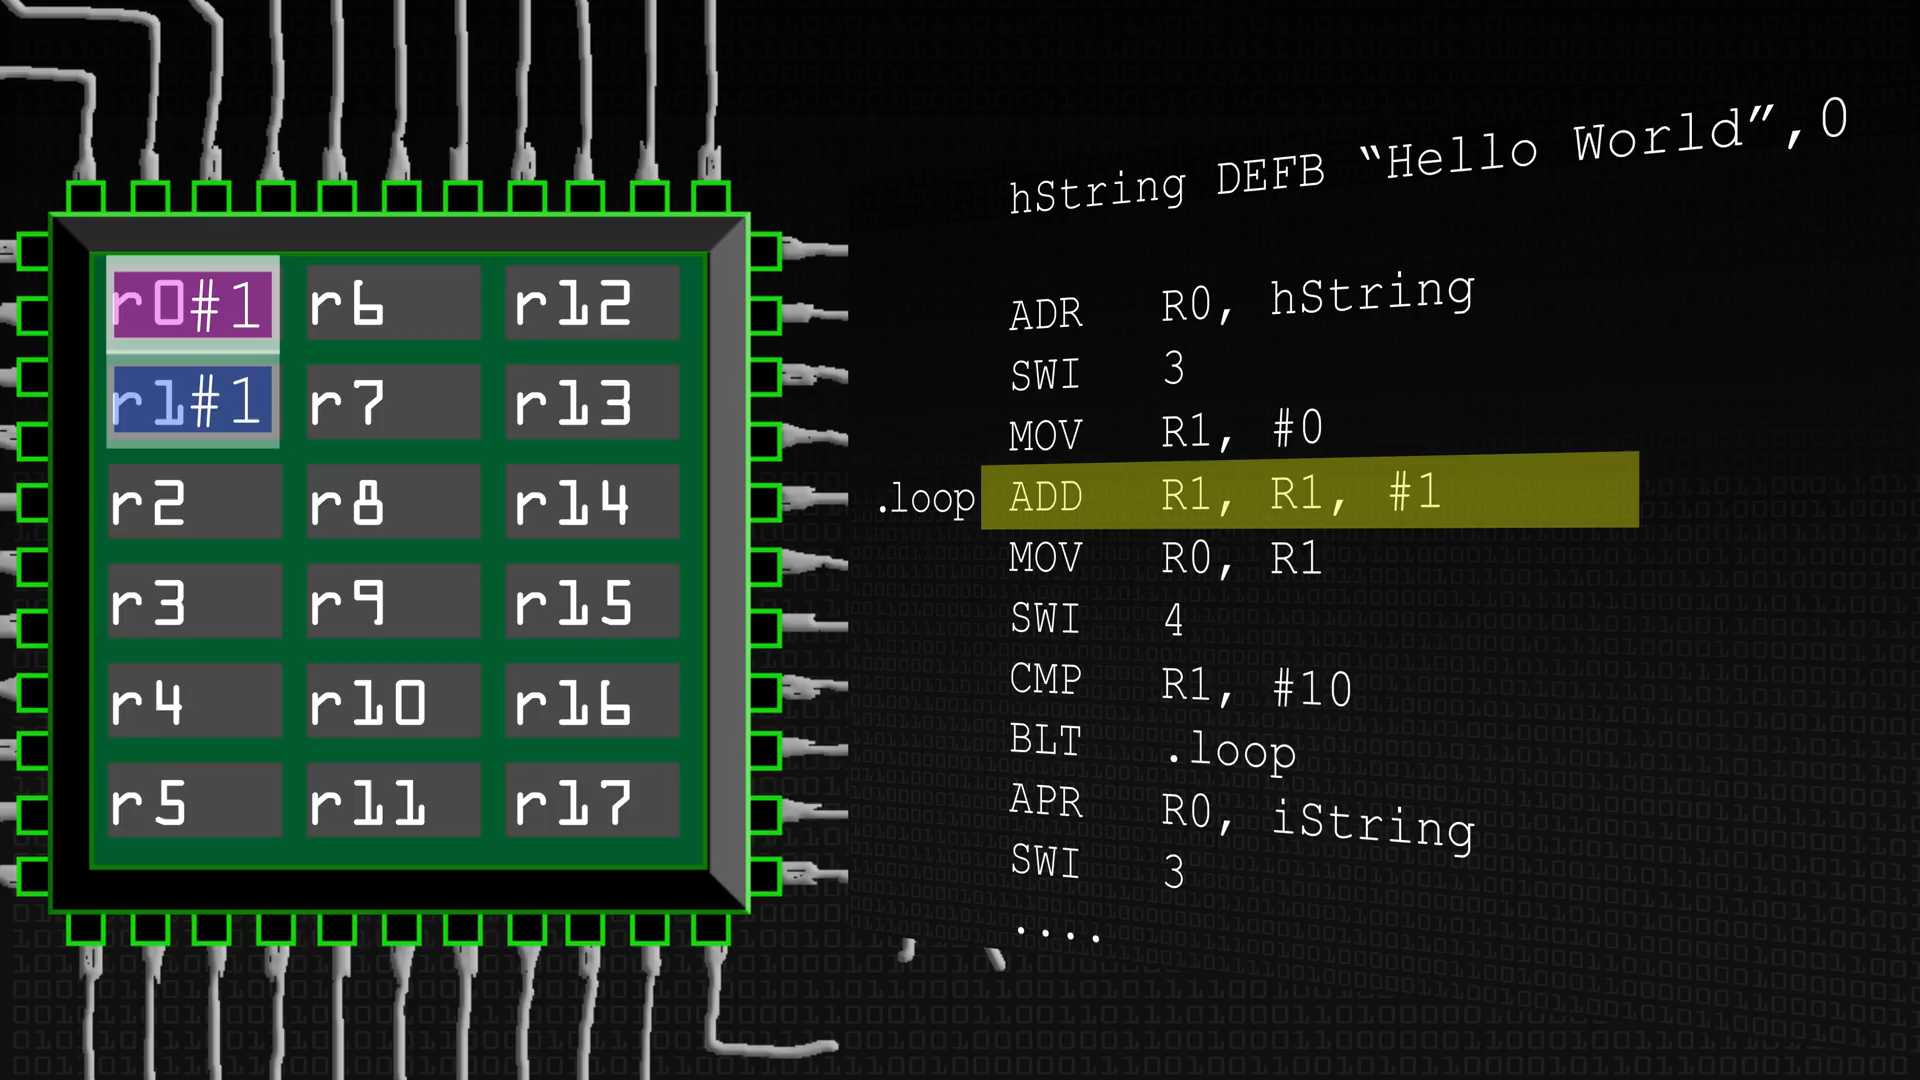 r0#1 r6 r12
r1#1 r7 r13
r2 r8 r14
r3 r9 r15
r4 r10 r16
r5 r11 r17
hString DEFB “Hello World”,0
ADR R0, hString
SWI 3
MOV R1, #0
.loop ADD R1, R1, #1
MOV R0, R1
SWI 4
CMP R1, #10
BLT .loop
APR R0, iString
SWI 3
....